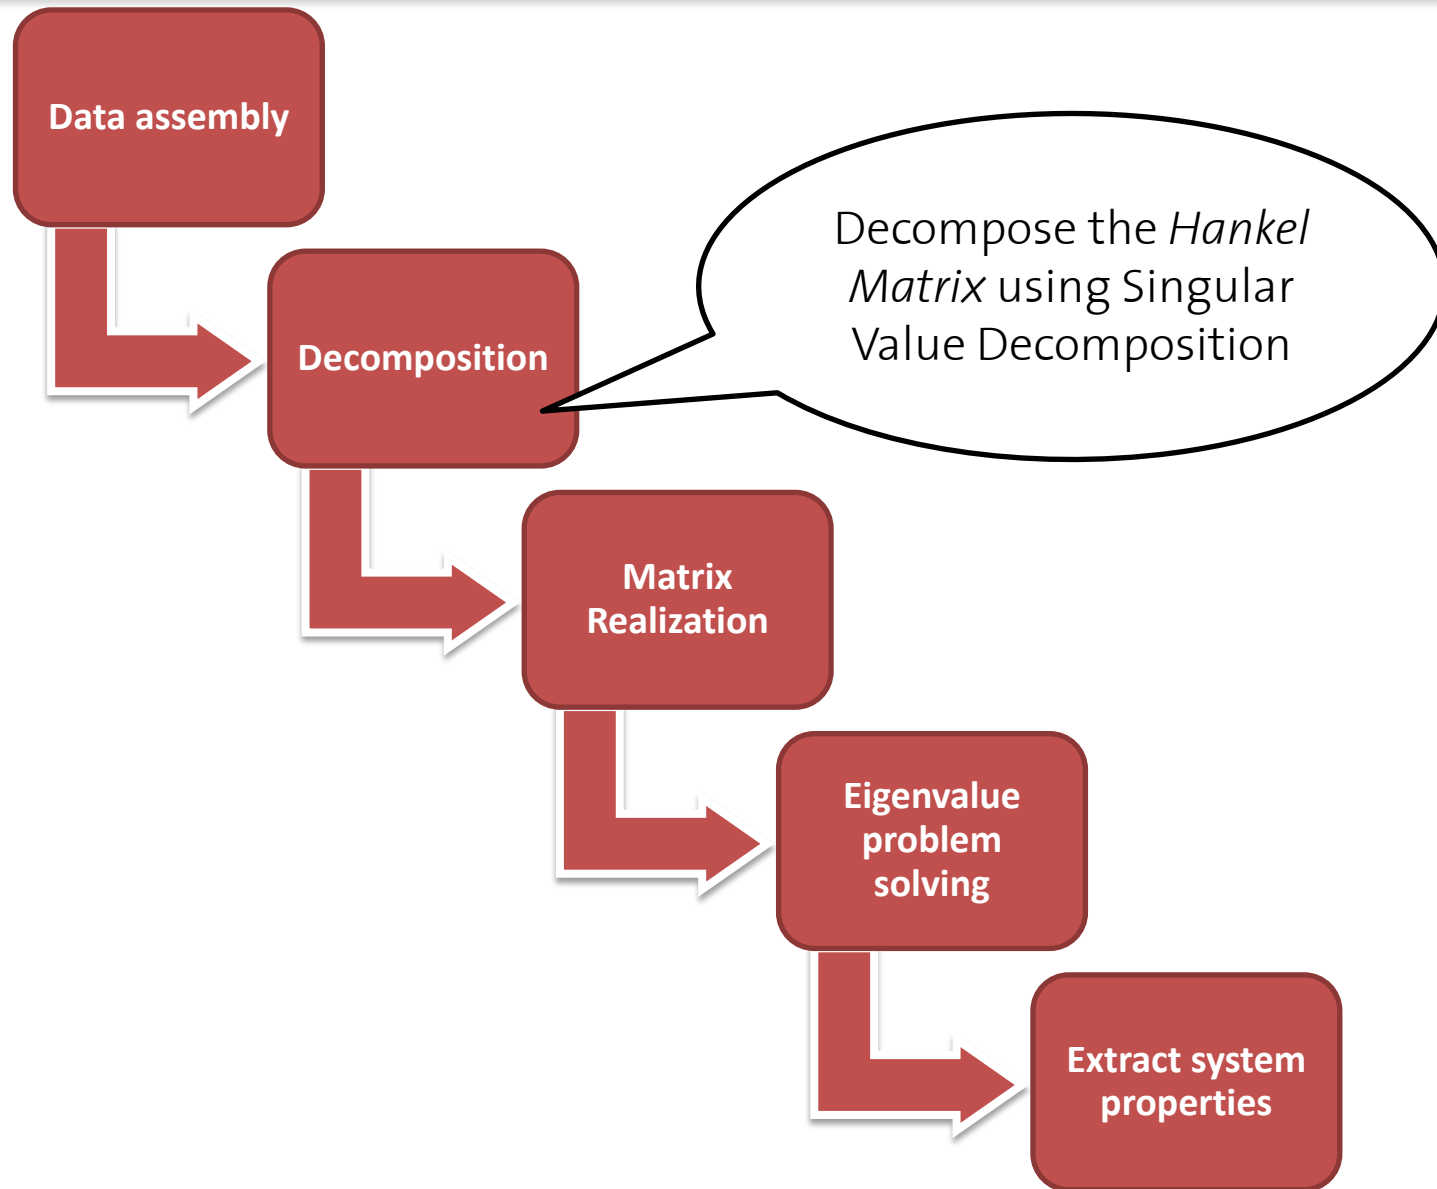 Data assembly
Decompose the Hankel
Matrix using Singular
Value Decomposition
Decomposition
Matrix
Realization
Eigenvalue
problem
solving
Extract system
properties